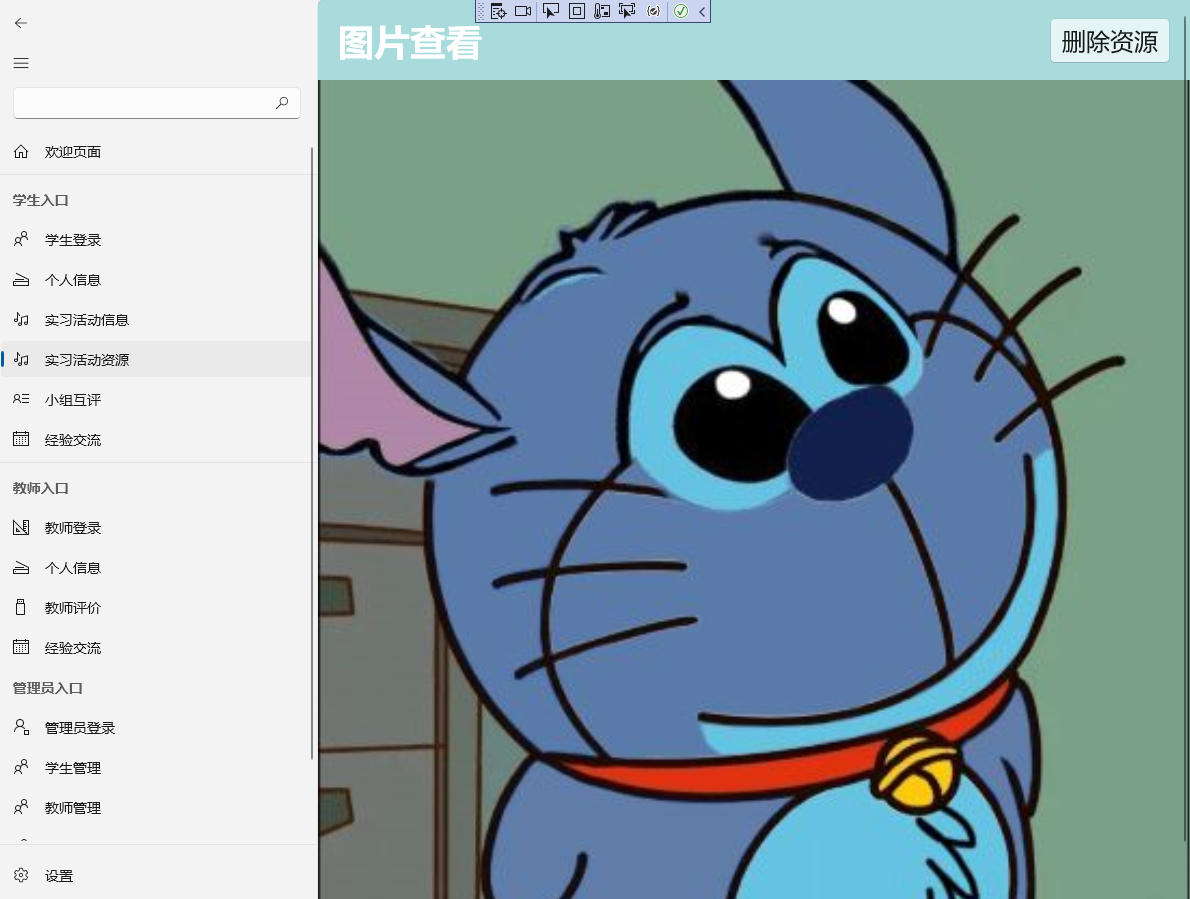 图片查看
删除资源
欢迎页面
学生入口
学生登录
个人信息
实习活动信息
实习活动资源
小组互评
经验交流
教师入口
教师登录
个人信息
教师评价
经验交流
管理员入口
管理员登录
学生管理
教师管理
设置